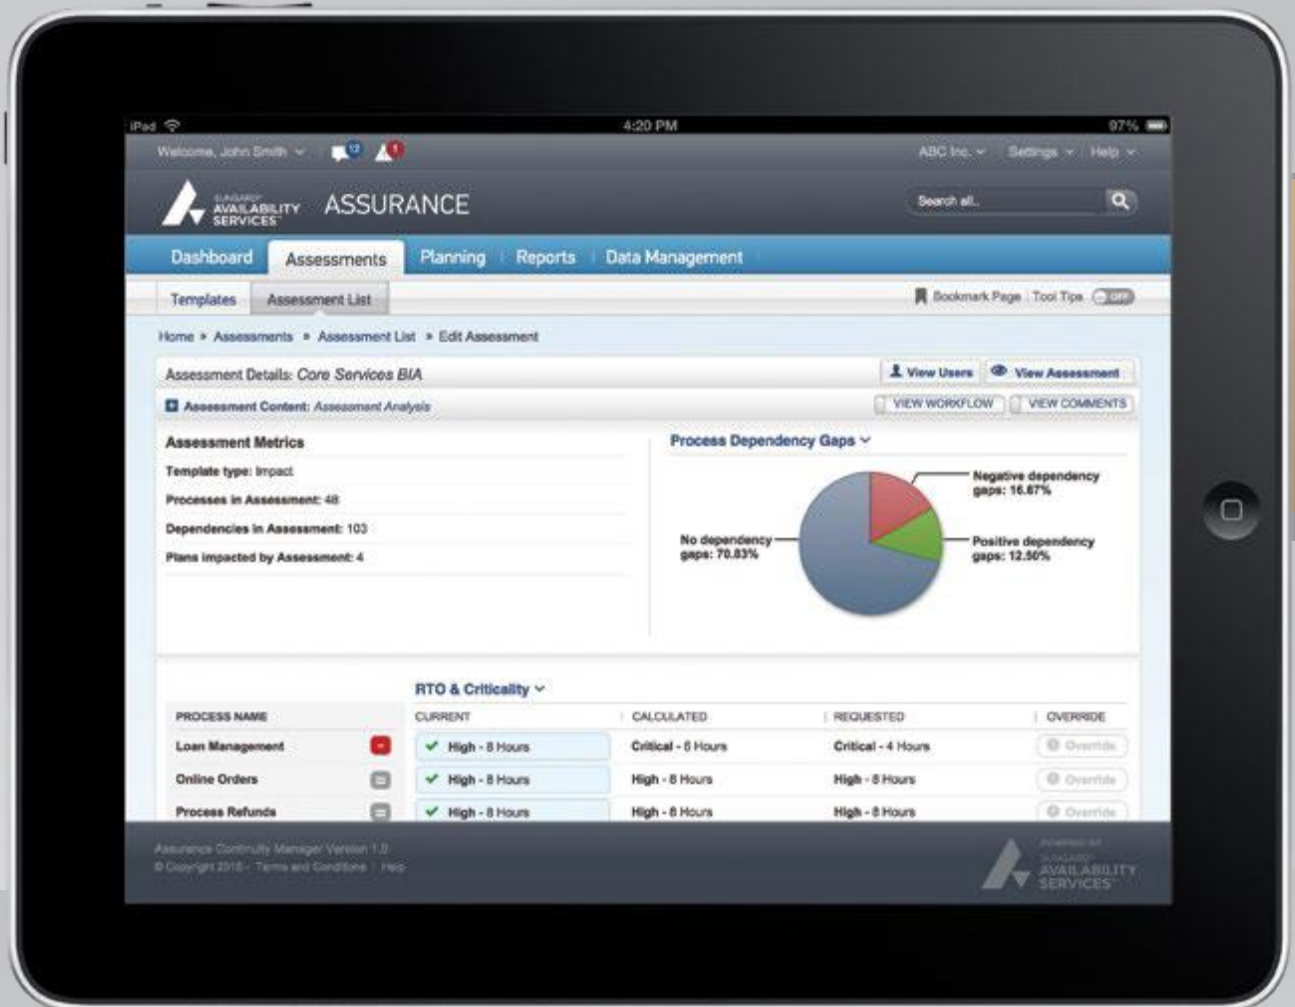 iPad 4:20 PM 97%
Welcome, John Smith 12 1 ABC Inc. Settings Help
SUNGARD
AVAILABILITY
SERVICES
ASSURANCE
Search all..
Dashboard Assessments Planning Reports Data Management
Templates Assessment List Bookmark Page Tool Tips OFF
Home » Assessments » Assessment List » Edit Assessment
Assessment Details: Core Services BIA View Users View Assessment
Assessment Content: Assessment Analysis VIEW WORKFLOW VIEW COMMENTS
Assessment Metrics
Template type: Impact
Processes in Assessment: 48
Dependencies in Assessment: 103
Plans impacted by Assessment: 4
Process Dependency Gaps
Negative dependency
gaps: 16.67%
No dependency
gaps: 70.83%
Positive dependency
gaps: 12.50%
RTO & Criticality
PROCESS NAME CURRENT CALCULATED REQUESTED OVERRIDE
Loan Management High - 8 Hours Critical - 6 Hours Critical - 4 Hours Override
Online Orders High - 8 Hours High - 8 Hours High - 8 Hours Override
Process Refunds High - 8 Hours High - 8 Hours High - 8 Hours Override
Assurance Continuity Manager Version 1.0
Terms and Conditions | Help
POWERED BY
SUNGARD
AVAILABILITY
SERVICES